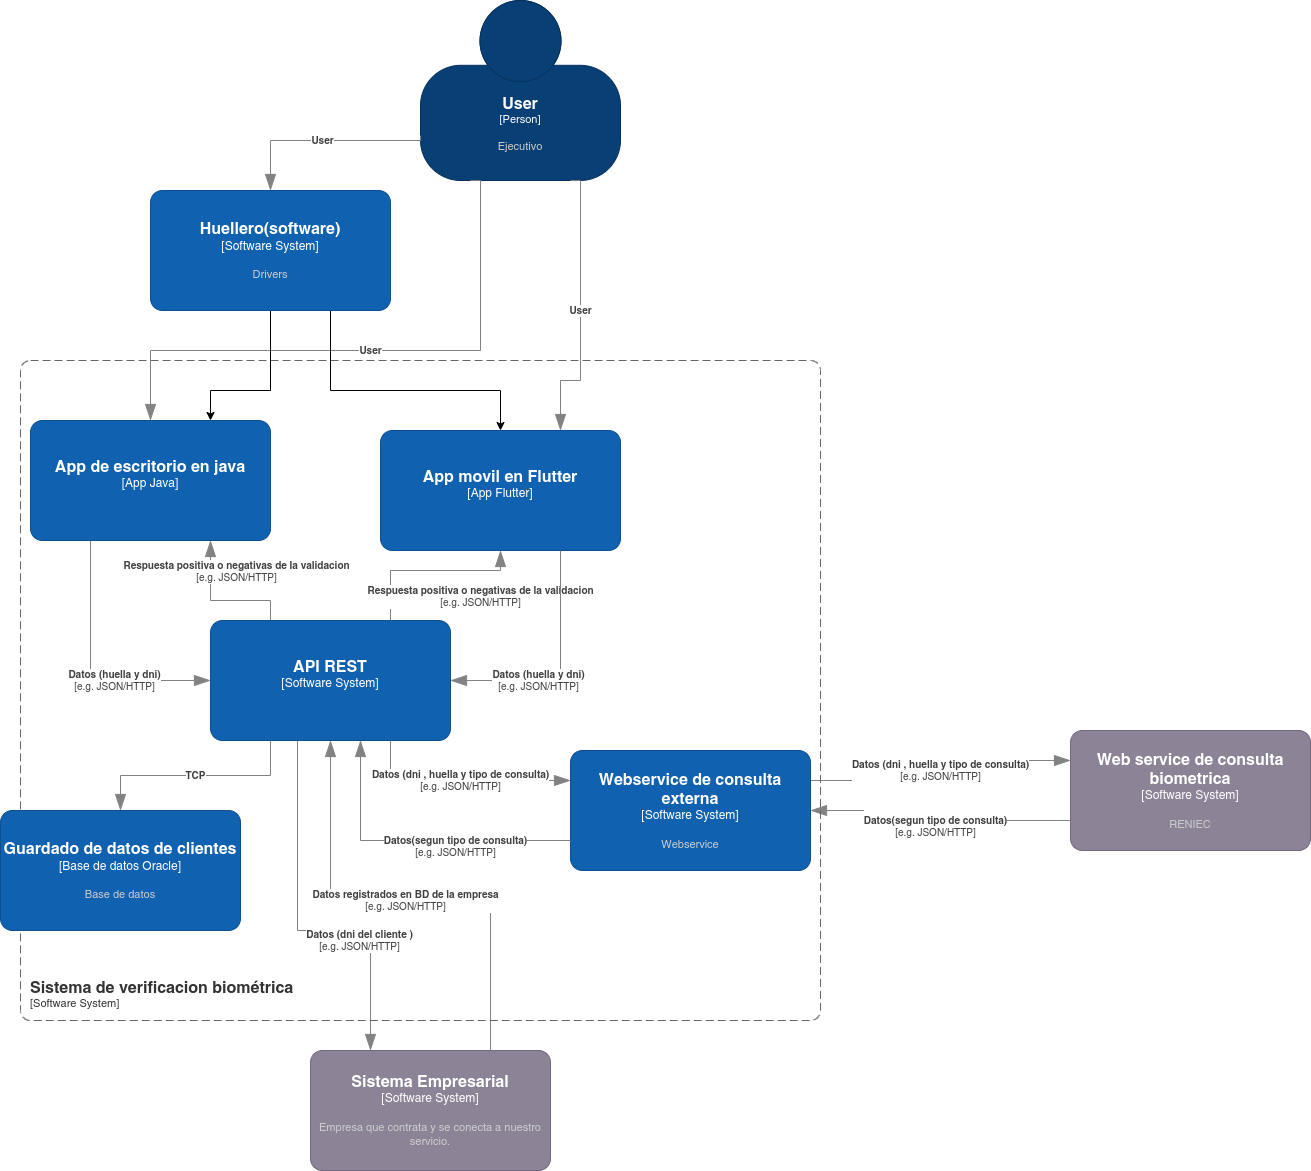 User
[Person]
Ejecutivo
User
Huellero(software)
[Software System]
Drivers
User
User
App de escritorio en java
[App Java]
App movil en Flutter
[App Flutter]
Respuesta positiva o negativas de la validacion
[e.g. JSON/HTTP]
Respuesta positiva o negativas de la validacion
[e.g. JSON/HTTP]
API REST
[Software System]
Datos (huella y dni)
[e.g. JSON/HTTP]
Datos (huella y dni)
[e.g. JSON/HTTP]
TCP
Datos (dni , huella y tipo de consulta)
[e.g. JSON/HTTP]
Webservice de consulta
externa
[Software System]
Webservice
Datos (dni , huella y tipo de consulta)
[e.g. JSON/HTTP]
Web service de consulta
biometrica
[Software System]
RENIEC
Datos(segun tipo de consulta)
[e.g. JSON/HTTP]
Datos(segun tipo de consulta)
[e.g. JSON/HTTP]
Guardado de datos de clientes
[Base de datos Oracle]
Base de datos
Datos registrados en BD de la empresa
[e.g. JSON/HTTP]
Datos (dni del cliente )
[e.g. JSON/HTTP]
Sistema de verificacion biométrica
[Software System]
Sistema Empresarial
[Software System]
Empresa que contrata y se conecta a nuestro
servicio.